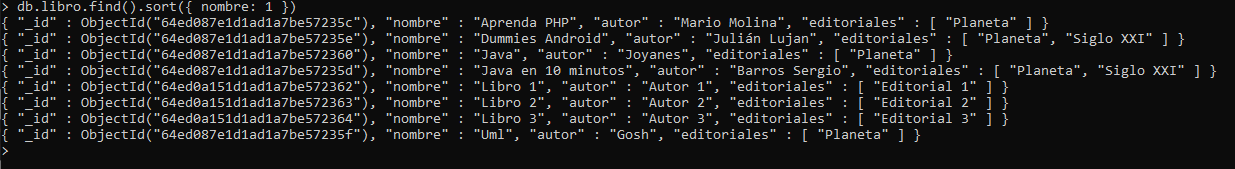 > db.libro.find().sort({ nombre: 1 })
{ "_id" : ObjectId("64ed087e1d1ad1a7be57235c"), "nombre" : "Aprenda PHP", "autor" : "Mario Molina", "editoriales" : [ "Planeta" ] }
{ "_id" : ObjectId("64ed087e1d1ad1a7be57235e"), "nombre" : "Dummies Android", "autor" : "Julián Lujan", "editoriales" : [ "Planeta", "Siglo XXI" ] }
{ "_id" : ObjectId("64ed087e1d1ad1a7be572360"), "nombre" : "Java", "autor" : "Joyanes", "editoriales" : [ "Planeta" ] }
{ "_id" : ObjectId("64ed087e1d1ad1a7be57235d"), "nombre" : "Java en 10 minutos", "autor" : "Barros Sergio", "editoriales" : [ "Planeta", "Siglo XXI" ] }
{ "_id" : ObjectId("64ed0a151d1ad1a7be572362"), "nombre" : "Libro 1", "autor" : "Autor 1", "editoriales" : [ "Editorial 1" ] }
{ "_id" : ObjectId("64ed0a151d1ad1a7be572363"), "nombre" : "Libro 2", "autor" : "Autor 2", "editoriales" : [ "Editorial 2" ] }
{ "_id" : ObjectId("64ed0a151d1ad1a7be572364"), "nombre" : "Libro 3", "autor" : "Autor 3", "editoriales" : [ "Editorial 3" ] }
{ "_id" : ObjectId("64ed087e1d1ad1a7be57235f"), "nombre" : "Uml", "autor" : "Gosh", "editoriales" : [ "Planeta" ] }
>